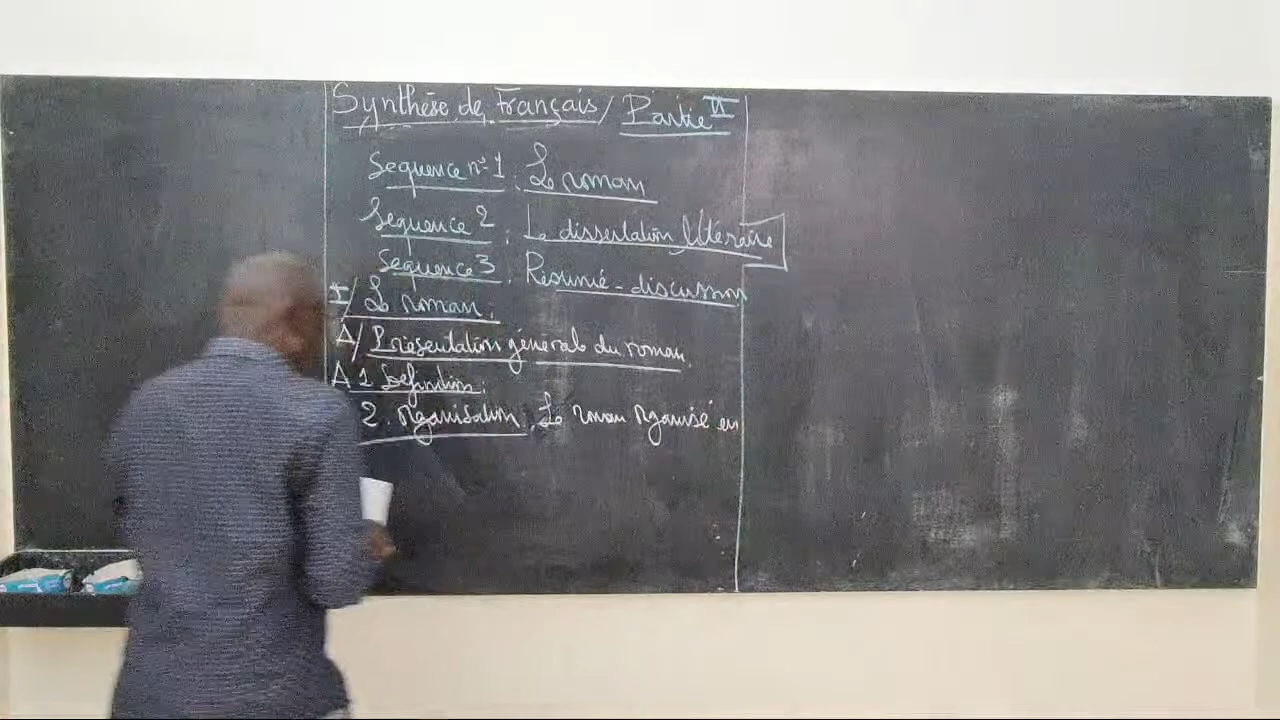 Synthèse de Français/ Partie II
Séquence n°1: Le roman
Séquence 2: La dissertation littéraire
Séquence 3: Résumé-discussion
I/ Le roman:
A/ Présentation générale du roman.
A 1 Définition:
2. Organisation. Le roman organisé en